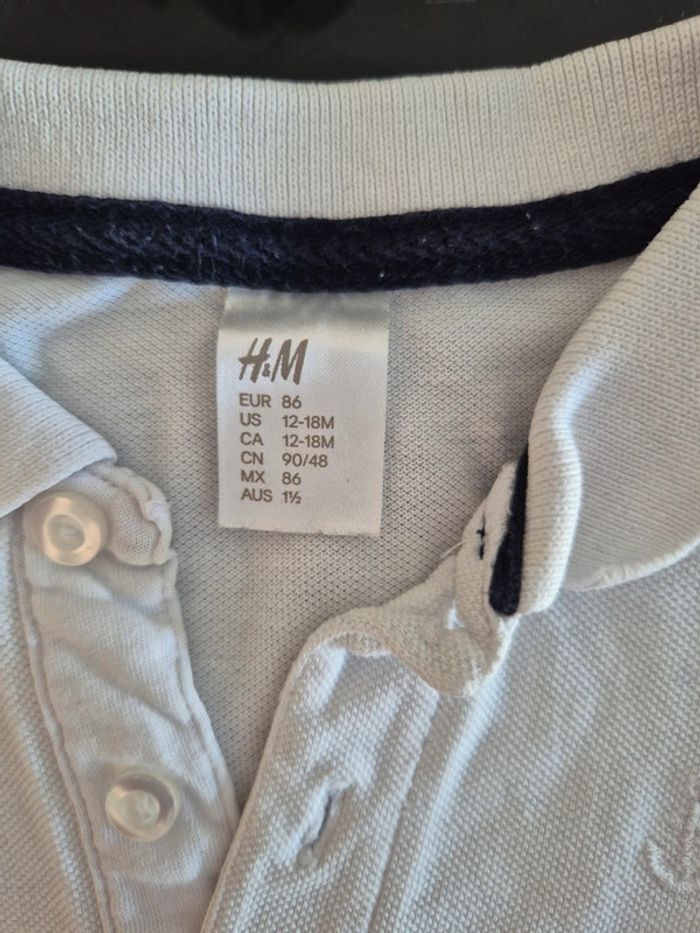 H&M
EUR 86
US 12-18M
CA 12-18M
CN 90/48
MX 86
AUS 1½